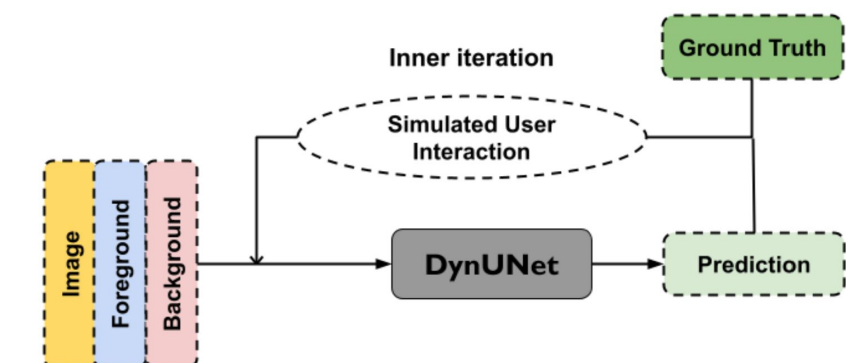 Ground Truth
Inner iteration
Simulated User
Interaction
Image
Foreground
Background
DynUNet
Prediction